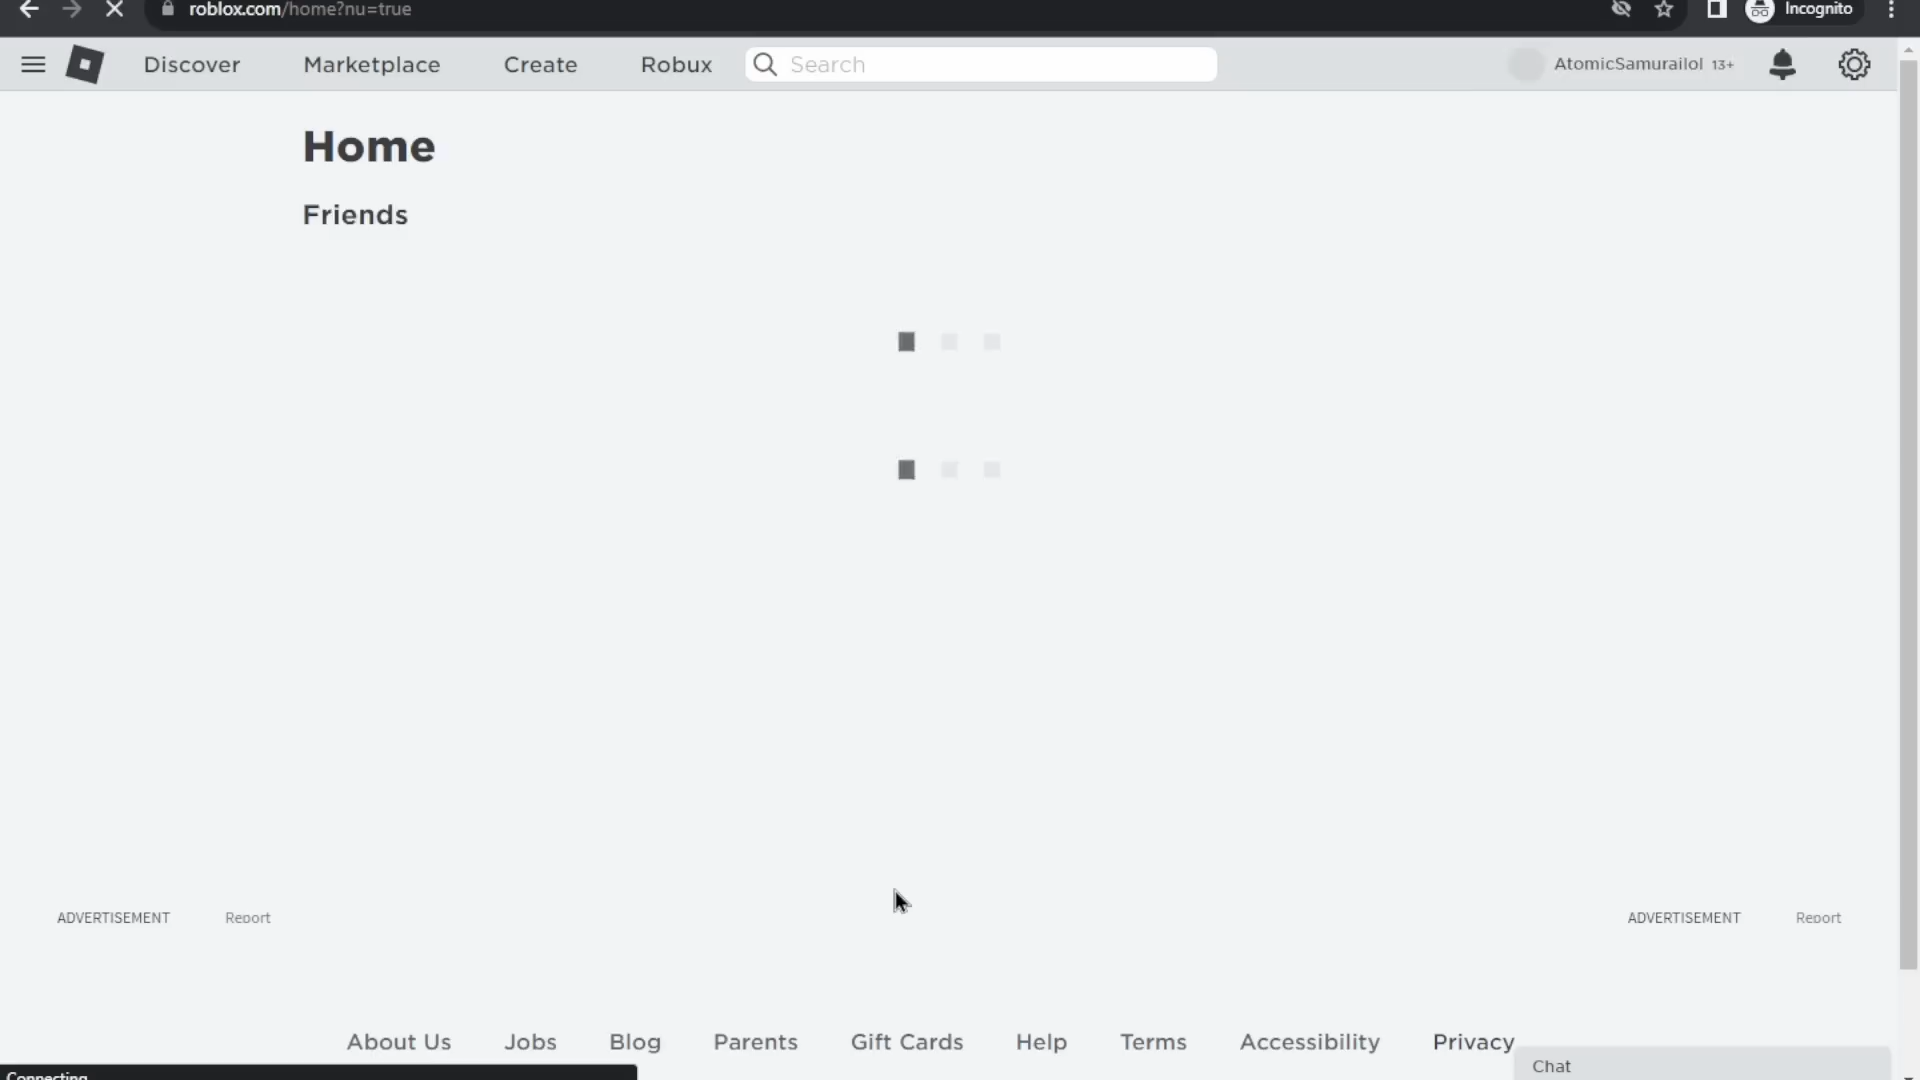 roblox.com/home?nu=true
Incognito
Discover
Marketplace
Create
Robux
Search
AtomicSamurailol 13+
Home
Friends
ADVERTISEMENT
Report
ADVERTISEMENT
Report
About Us
Jobs
Blog
Parents
Gift Cards
Help
Terms
Accessibility
Privacy
Chat
Connecting